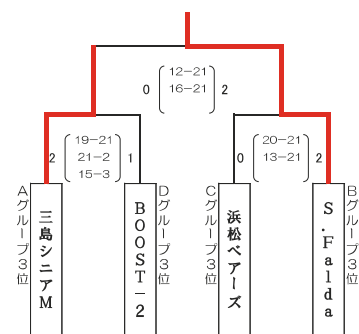 12-21
0 16-21 2
19-21
2 21-2 1
15-3
20-21
0 13-21 2
Aグループ3位
三島シニアM
BOOST-2
Dグループ3位
Cグループ3位
浜松ベアーズ
S.Falda
Bグループ3位